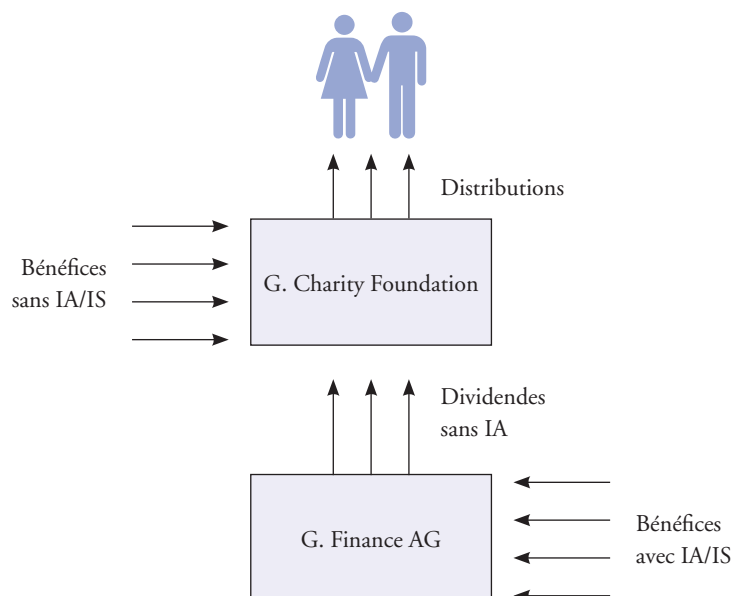 Distributions
Bénéfices
sans IA/IS
G. Charity Foundation
Dividendes
sans IA
G. Finance AG
Bénéfices
avec IA/IS